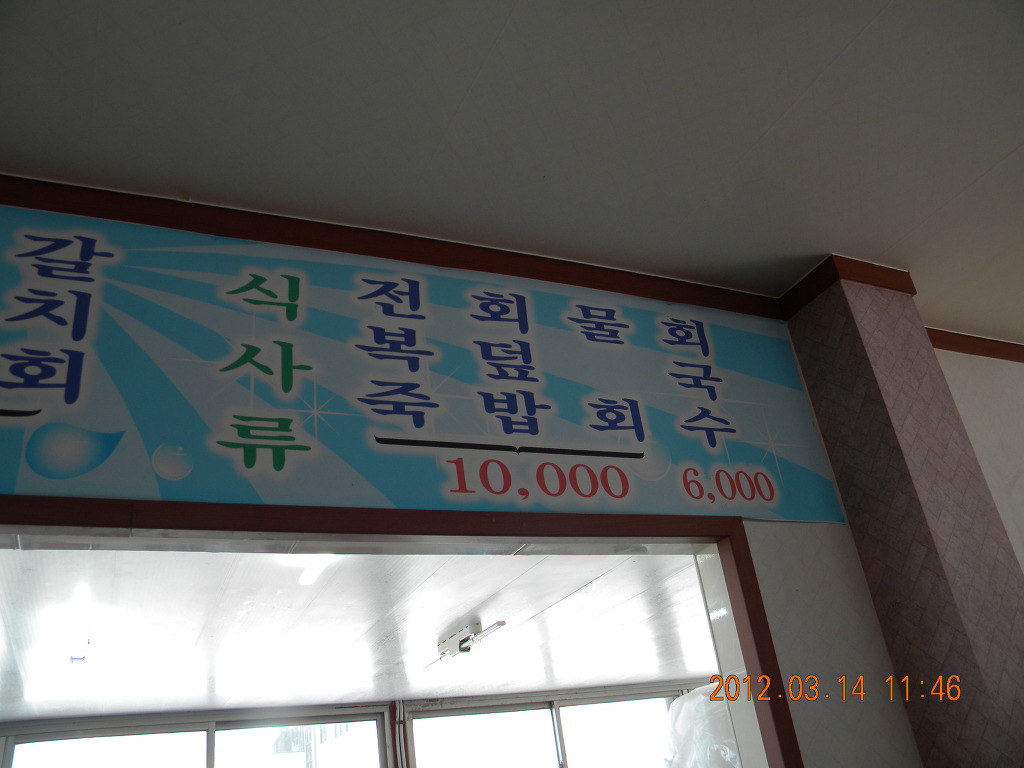 갈치회
식사류
전복죽
회덮밥
물회
10,000
회국수
6,000
2012.03.14 11:46